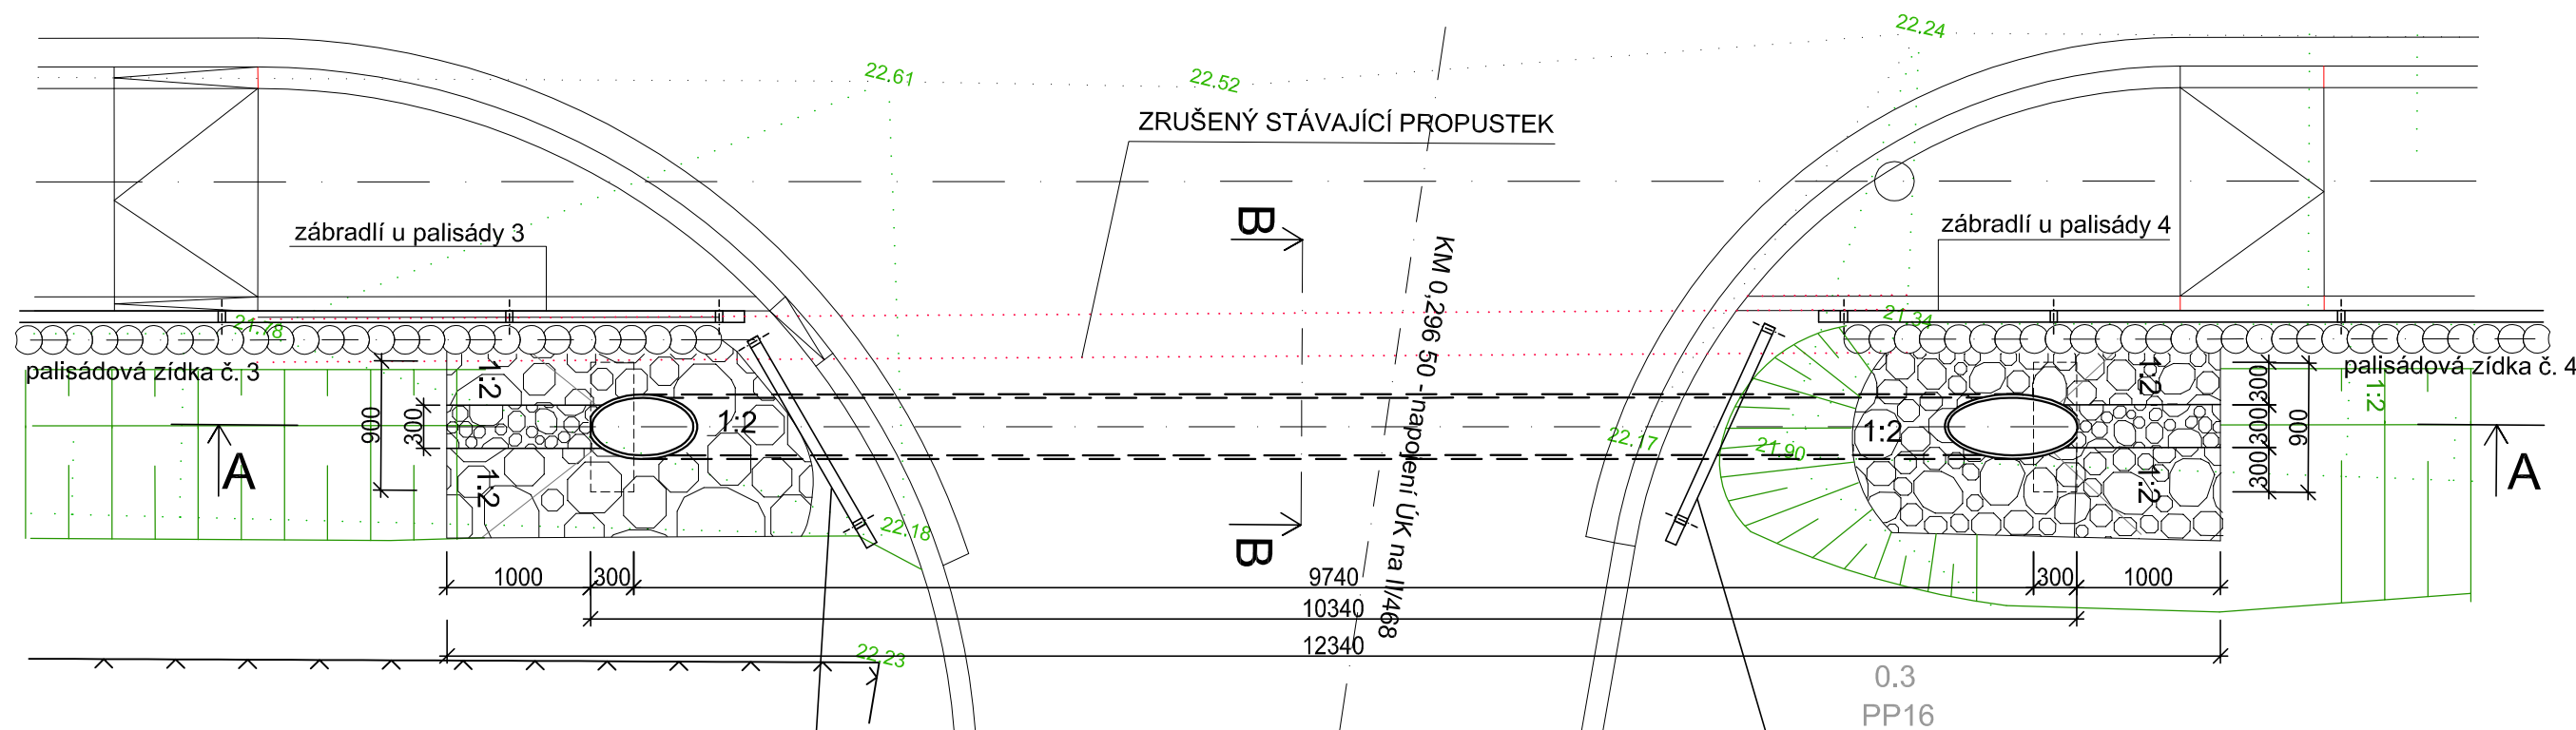 22.24
22.61
22.52
ZRUŠENÝ STÁVAJÍCÍ PROPUSTEK
zábradlí u palisády 3
B
KM 0,296 50 - napojení ÚK na II/468
zábradlí u palisády 4
21.78
21.34
palisádová zídka č. 3
palisádová zídka č. 4
1:2
1:2
1:2
300
900
300
1:2
1:2
300
900
22.17
21.90
300
A
1:2
1:2
A
22.18
B
1000
300
9740
300
1000
10340
12340
22.23
0.3
PP16